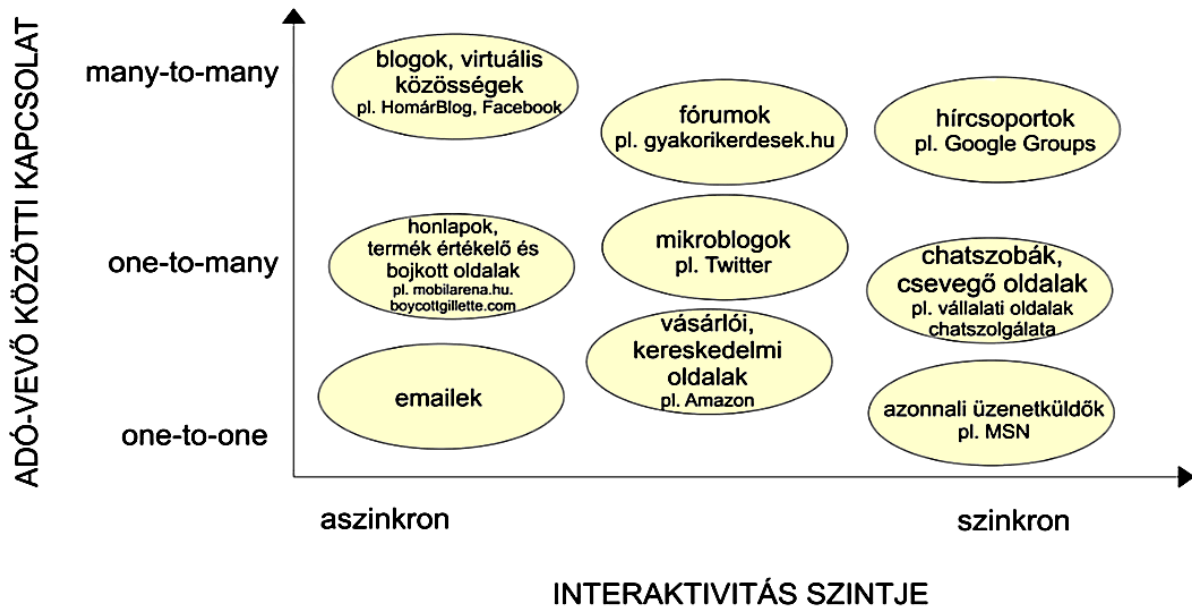 ADÓ-VEVŐ KÖZÖTTI KAPCSOLAT
many-to-many
one-to-many
one-to-one
blogok, virtuális
közösségek
pl. HomárBlog, Facebook
fórumok
pl. gyakorikerdesek.hu
hírcsoportok
pl. Google Groups
honlapok,
termék értékelő és
bojkott oldalak
pl. mobilarena.hu.
boycottgillette.com
mikroblogok
pl. Twitter
chatszobák,
csevegő oldalak
pl. vállalati oldalak
chatszolgálata
emailek
vásárlói,
kereskedelmi
oldalak
pl. Amazon
azonnali üzenetküldők
pl. MSN
aszinkron
szinkron
INTERAKTIVITÁS SZINTJE